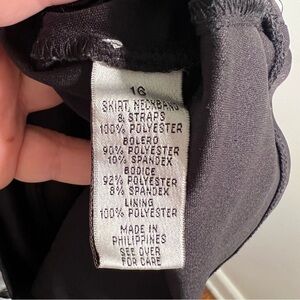 16
SKIRT, NECKBAND
& STRAPS
100% POLYESTER
BOLERO
90% POLYESTER
10% SPANDEX
BODICE
92% POLYESTER
8% SPANDEX
LINING
100% POLYESTER
MADE IN
PHILIPPINES
SEE OVER
FOR CARE